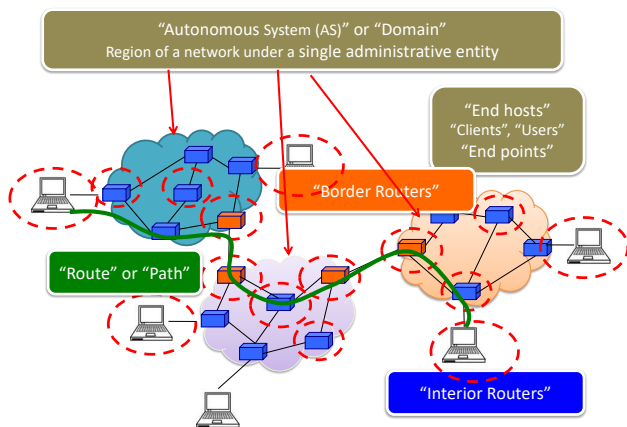 “Autonomous System (AS)” or “Domain”
Region of a network under a single administrative entity
“End hosts”
“Clients”, “Users”
“End points”
“Border Routers”
“Route” or “Path”
“Interior Routers”